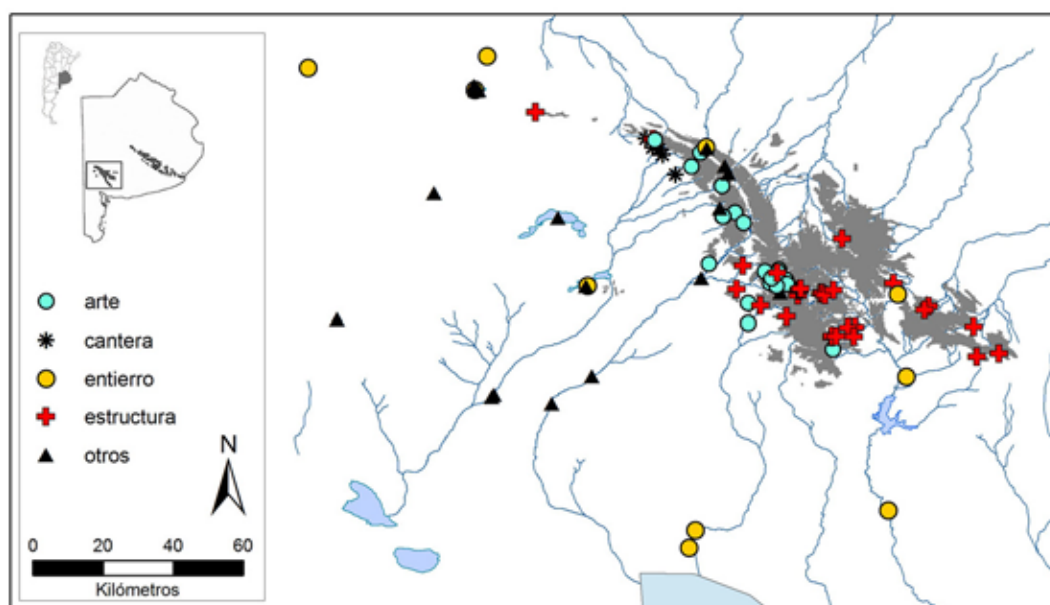 arte
cantera
entierro
estructura
otros
N
0 20 40 60
Kilómetros